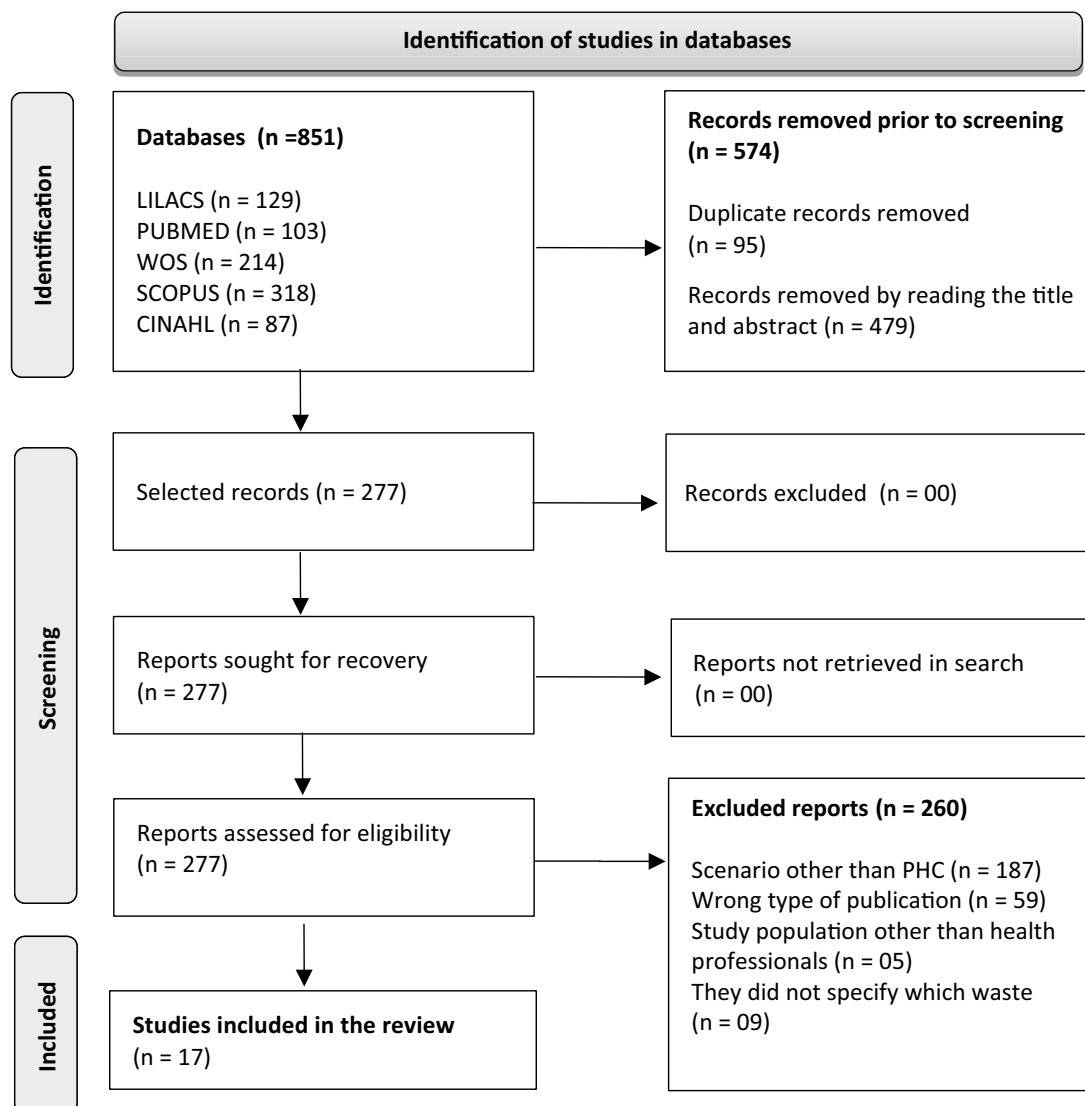 Identification of studies in databases
Identification
Databases (n =851)
LILACS (n = 129)
PUBMED (n = 103)
WOS (n = 214)
SCOPUS (n = 318)
CINAHL (n = 87)
Records removed prior to screening
(n = 574)
Duplicate records removed
(n = 95)
Records removed by reading the title
and abstract (n = 479)
Screening
Selected records (n = 277)
Records excluded (n = 00)
Reports sought for recovery
(n = 277)
Reports not retrieved in search
(n = 00)
Reports assessed for eligibility
(n = 277)
Excluded reports (n = 260)
Scenario other than PHC (n = 187)
Wrong type of publication (n = 59)
Study population other than health
professionals (n = 05)
They did not specify which waste
(n = 09)
Included
Studies included in the review
(n = 17)